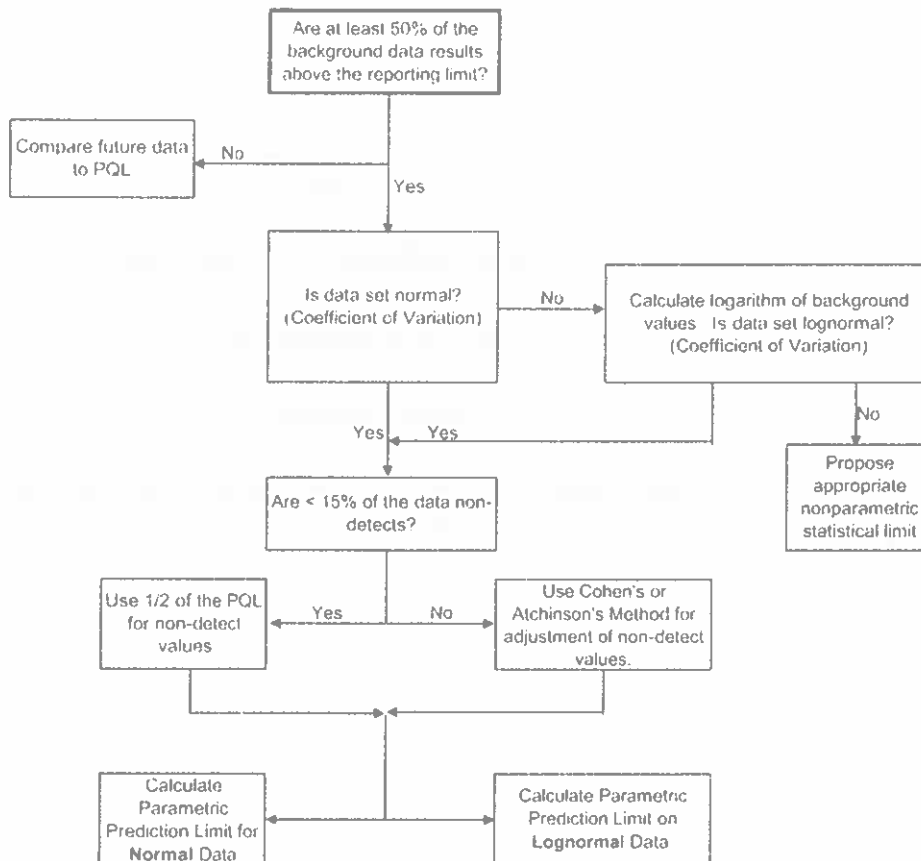 Are at least 50% of the
background data results
above the reporting limit?
Compare future data
to PQL
No
Yes
Is data set normal?
(Coefficient of Variation)
No
Calculate logarithm of background
values Is data set lognormal?
(Coefficient of Variation)
Yes
Yes
No
Propose
appropriate
nonparametric
statistical limit
Are < 15% of the data non-
detects?
Use 1/2 of the PQL
for non-detect
values
Yes
No
Use Cohen's or
Atchinson's Method for
adjustment of non-detect
values.
Calculate
Parametric
Prediction Limit for
Normal Data
Calculate Parametric
Prediction Limit on
Lognormal Data